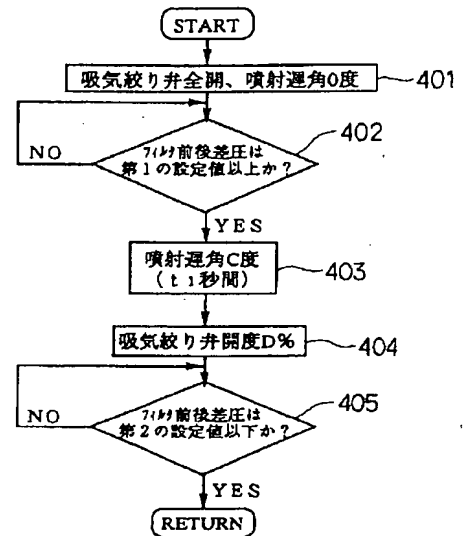 START
吸気絞り弁全開、噴射遅角0度
401
402
フィルタ前後差圧は
第1の設定値以上か?
NO
YES
噴射遅角C度
(t1秒間)
403
吸気絞り弁開度D%
404
405
フィルタ前後差圧は
第2の設定値以下か?
NO
YES
RETURN